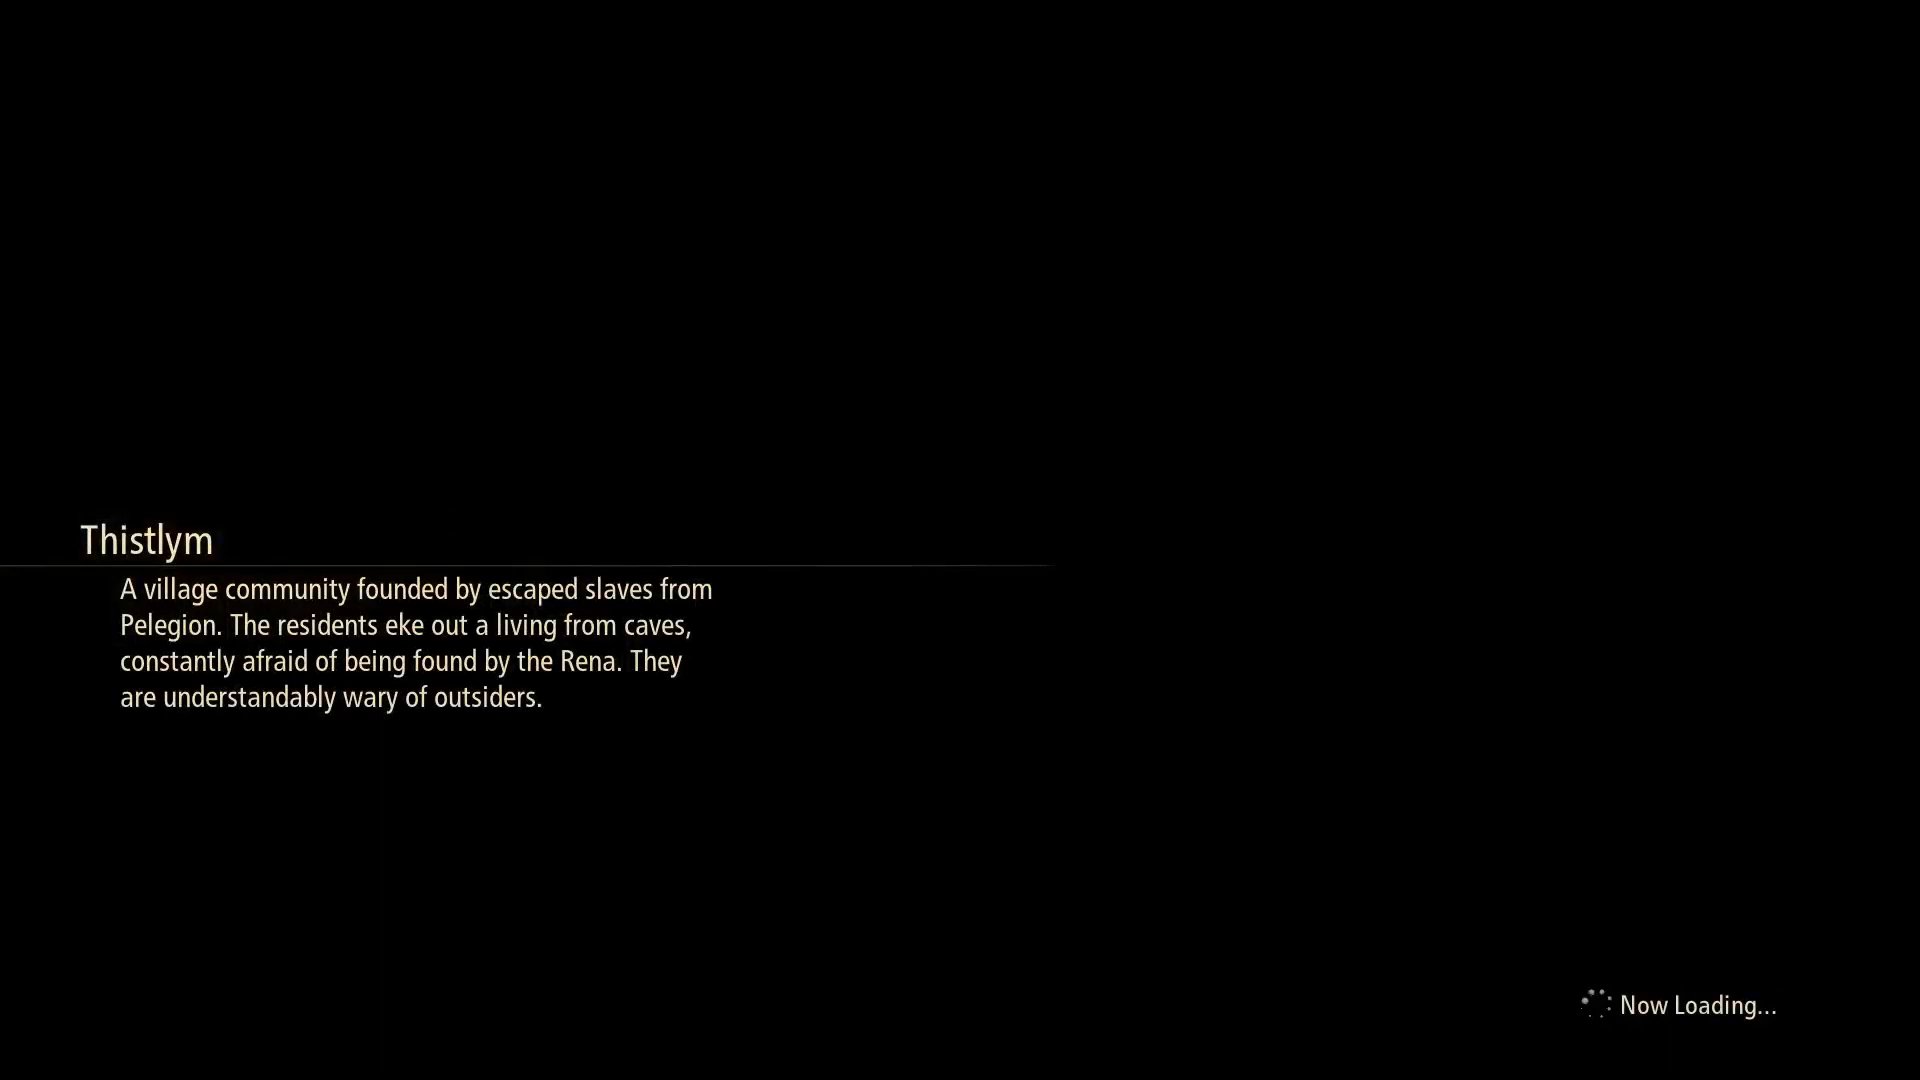 Thistlym
A village community founded by escaped slaves from
Pelegion. The residents eke out a living from caves,
constantly afraid of being found by the Rena. They
are understandably wary of outsiders.
Now Loading...